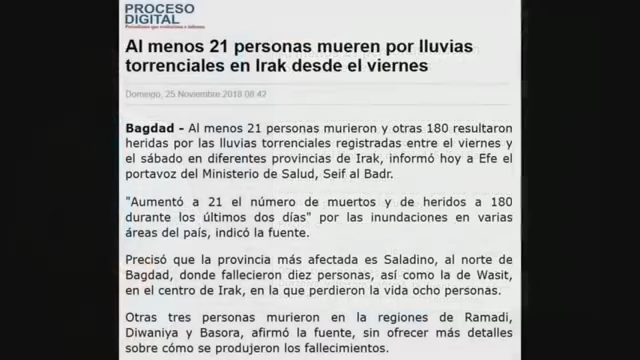 PROCESO
DIGITAL
Al menos 21 personas mueren por lluvias
torrenciales en Irak desde el viernes
Domingo, 25 Noviembre 2018 08:42
Bagdad - Al menos 21 personas murieron y otras 180 resultaron
heridas por las lluvias torrenciales registradas entre el viernes y
el sábado en diferentes provincias de Irak, informó hoy a Efe el
portavoz del Ministerio de Salud, Seif al Badr.
"Aumentó a 21 el número de muertos y de heridos a 180
durante los últimos dos días" por las inundaciones en varias
áreas del país, indicó la fuente.
Precisó que la provincia más afectada es Saladino, al norte de
Bagdad, donde fallecieron diez personas, así como la de Wasit,
en el centro de Irak, en la que perdieron la vida ocho personas.
Otras tres personas murieron en la regiones de Ramadi,
Diwaniya y Basora, afirmó la fuente, sin ofrecer más detalles
sobre cómo se produjeron los fallecimientos.